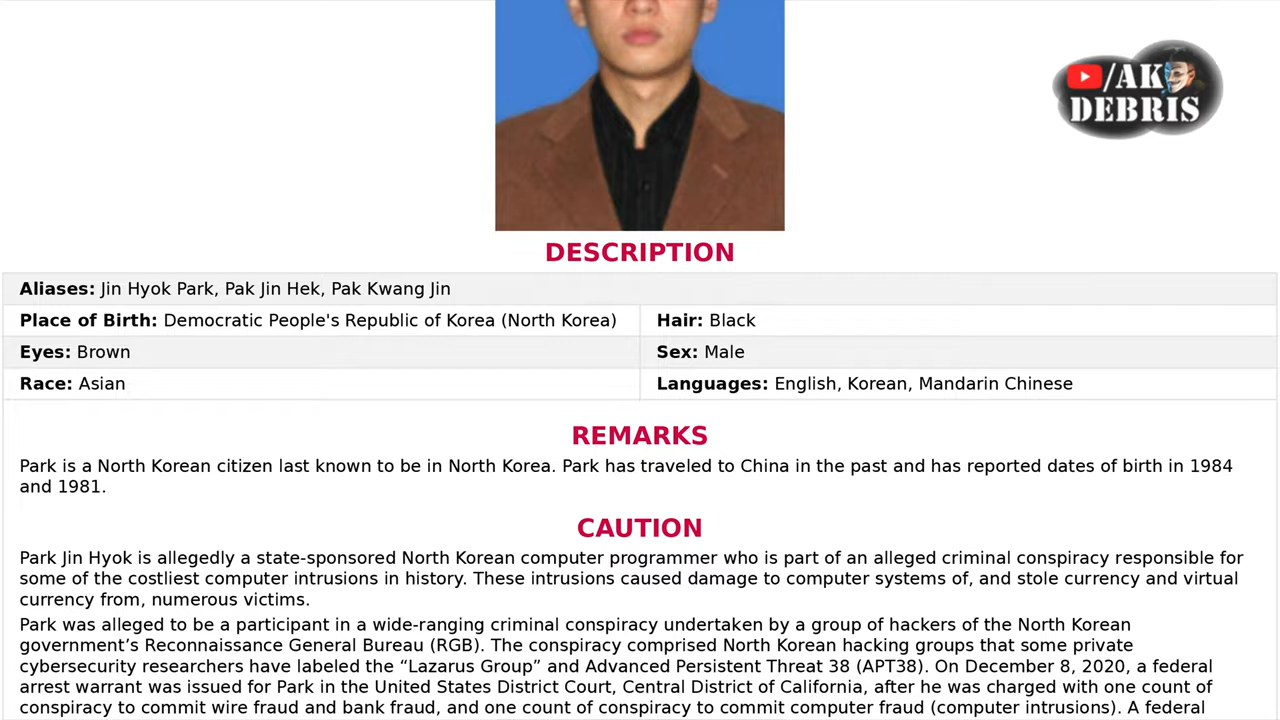 /AK
DEBRIS
DESCRIPTION
Aliases: Jin Hyok Park, Pak Jin Hek, Pak Kwang Jin
Place of Birth: Democratic People's Republic of Korea (North Korea) Hair: Black
Eyes: Brown Sex: Male
Race: Asian Languages: English, Korean, Mandarin Chinese
REMARKS
Park is a North Korean citizen last known to be in North Korea. Park has traveled to China in the past and has reported dates of birth in 1984
and 1981.
CAUTION
Park Jin Hyok is allegedly a state-sponsored North Korean computer programmer who is part of an alleged criminal conspiracy responsible for
some of the costliest computer intrusions in history. These intrusions caused damage to computer systems of, and stole currency and virtual
currency from, numerous victims.
Park was alleged to be a participant in a wide-ranging criminal conspiracy undertaken by a group of hackers of the North Korean
government’s Reconnaissance General Bureau (RGB). The conspiracy comprised North Korean hacking groups that some private
cybersecurity researchers have labeled the “Lazarus Group” and Advanced Persistent Threat 38 (APT38). On December 8, 2020, a federal
arrest warrant was issued for Park in the United States District Court, Central District of California, after he was charged with one count of
conspiracy to commit wire fraud and bank fraud, and one count of conspiracy to commit computer fraud (computer intrusions). A federal